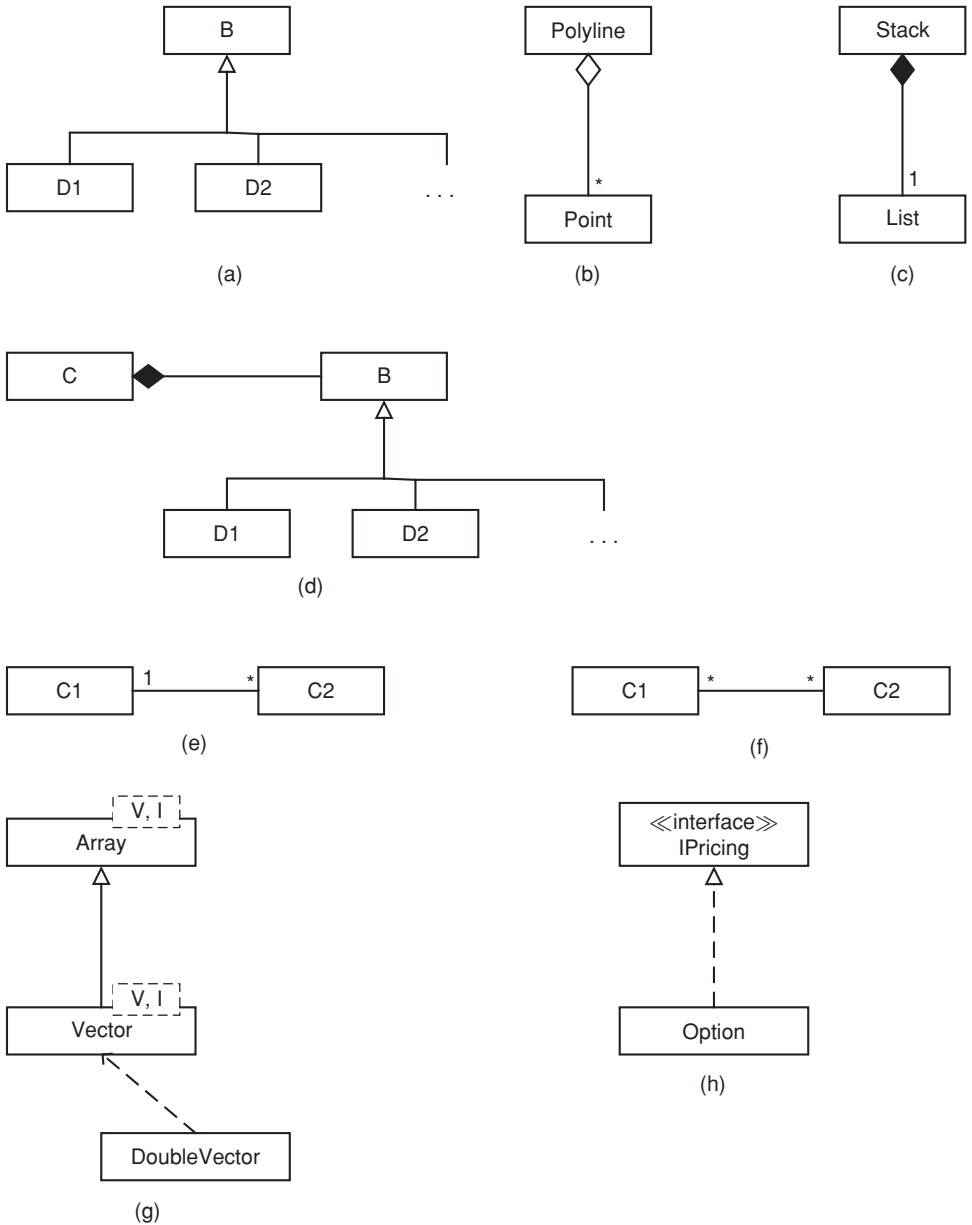 B
Polyline
Stack
D1
D2
. . .
*
1
Point
List
(a)
(b)
(c)
C
B
D1
D2
. . .
(d)
C1
1
*
C2
C1
*
*
C2
(e)
(f)
V, I
Array
≪interface≫
IPricing
V, I
Vector
Option
(h)
DoubleVector
(g)